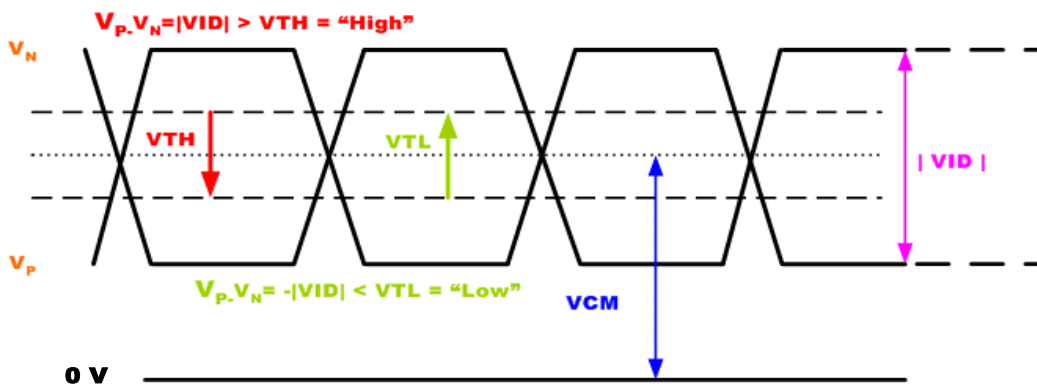 VP-VN=|VID| > VTH = “High”
VN
VTH
VTL
| VID |
VP
VP-VN= -|VID| < VTL = “Low”
VCM
0 V